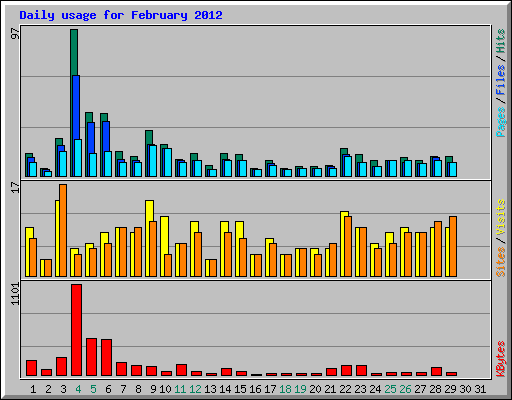 Daily usage for February 2012
97
Pages / Files / Hits
17
Sites / Visits
1101
KBytes
1 2 3 4 5 6 7 8 9 10 11 12 13 14 15 16 17 18 19 20 21 22 23 24 25 26 27 28 29 30 31